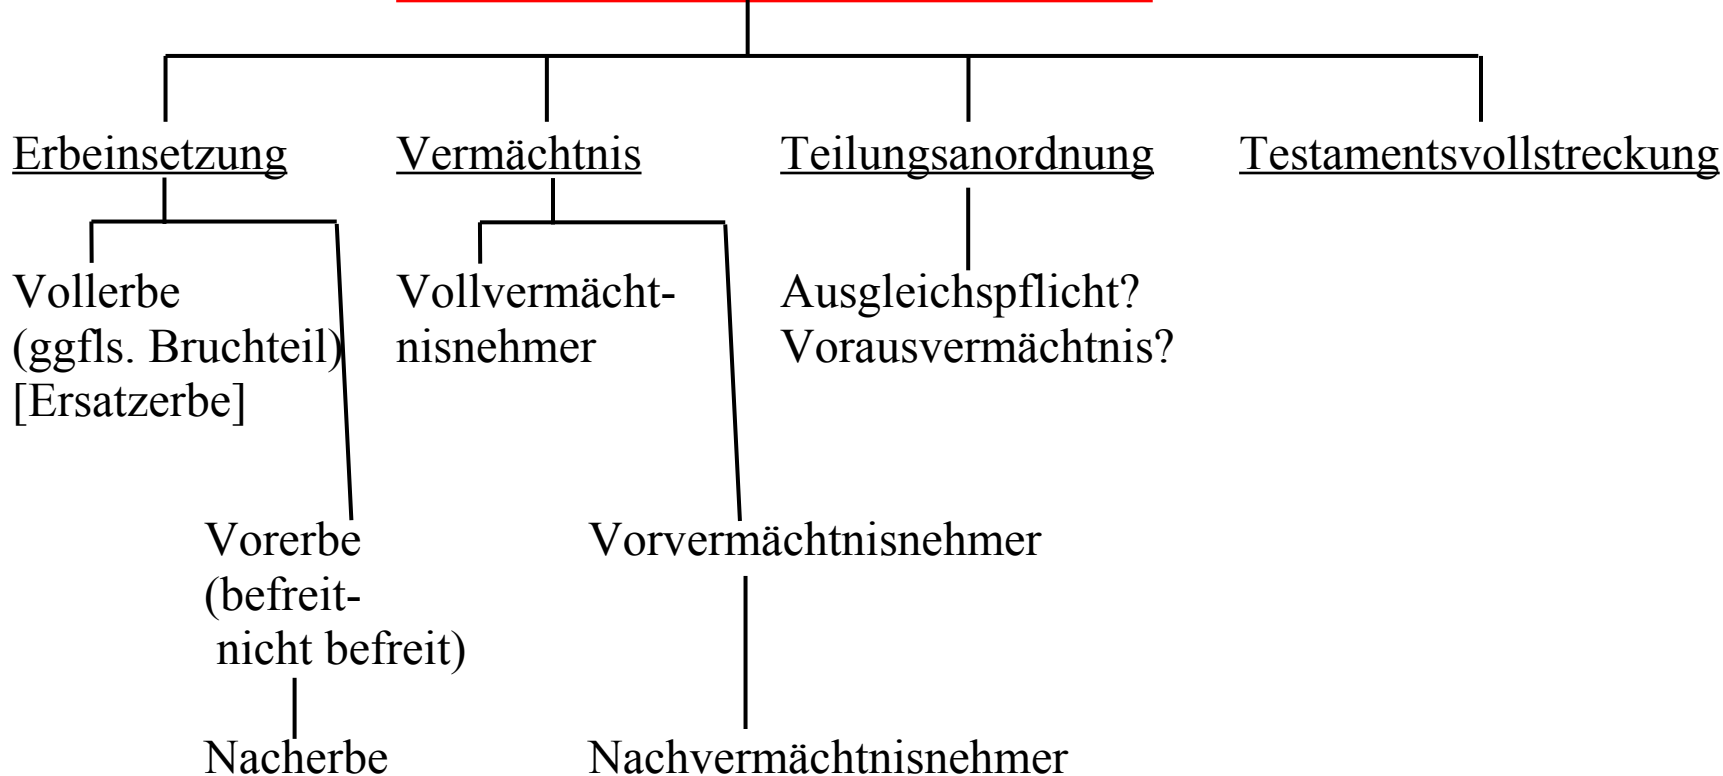 Erbeinsetzung
Vermächtnis
Teilungsanordnung
Testamentsvollstreckung
Vollerbe
(ggfls. Bruchteil)
[Ersatzerbe]
Vollvermächt-
nisnehmer
Ausgleichspflicht?
Vorausvermächtnis?
Vorerbe
(befreit-
nicht befreit)
Vorvermächtnisnehmer
Nacherbe
Nachvermächtnisnehmer